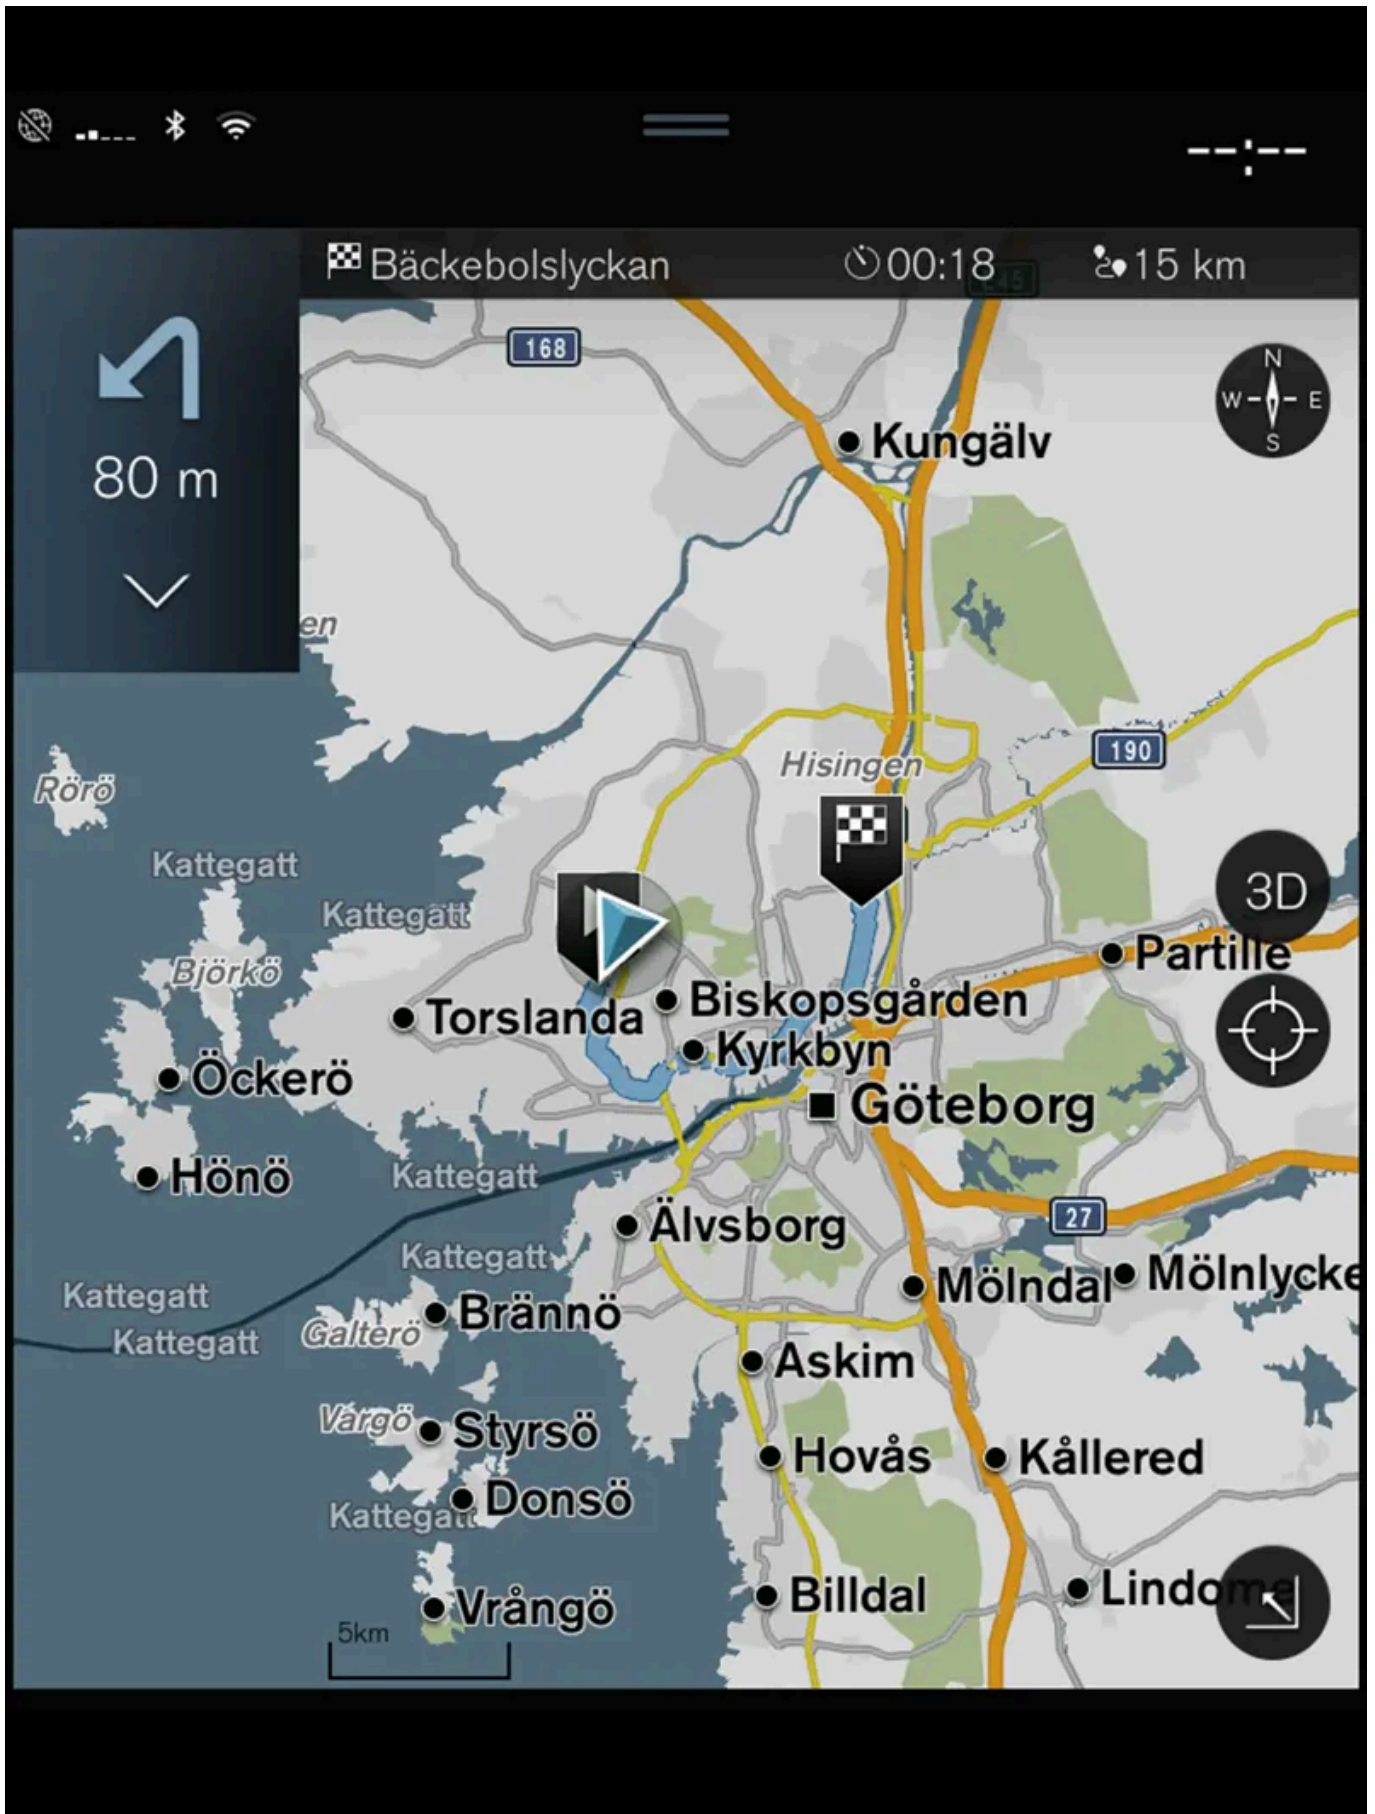 --:--
Bäckebolslyckan 00:18 15 km
80 m
168
N
W E
S
Kungälv
en
190
Hisingen
Rörö
Kattegatt
Kattegatt
3D
Björkö
Partille
Biskopsgården
Torslanda
Kyrkbyn
Öckerö
Göteborg
Kattegatt
Hönö
27
Älvsborg
Kattegatt
Mölndal
Mölnlycke
Kattegatt
Brännö
Galterö
Kattegatt
Askim
Vargö
Styrsö
Hovås
Kållered
Donsö
Kattegatt
Billdal
Lindome
Vrångö
5km